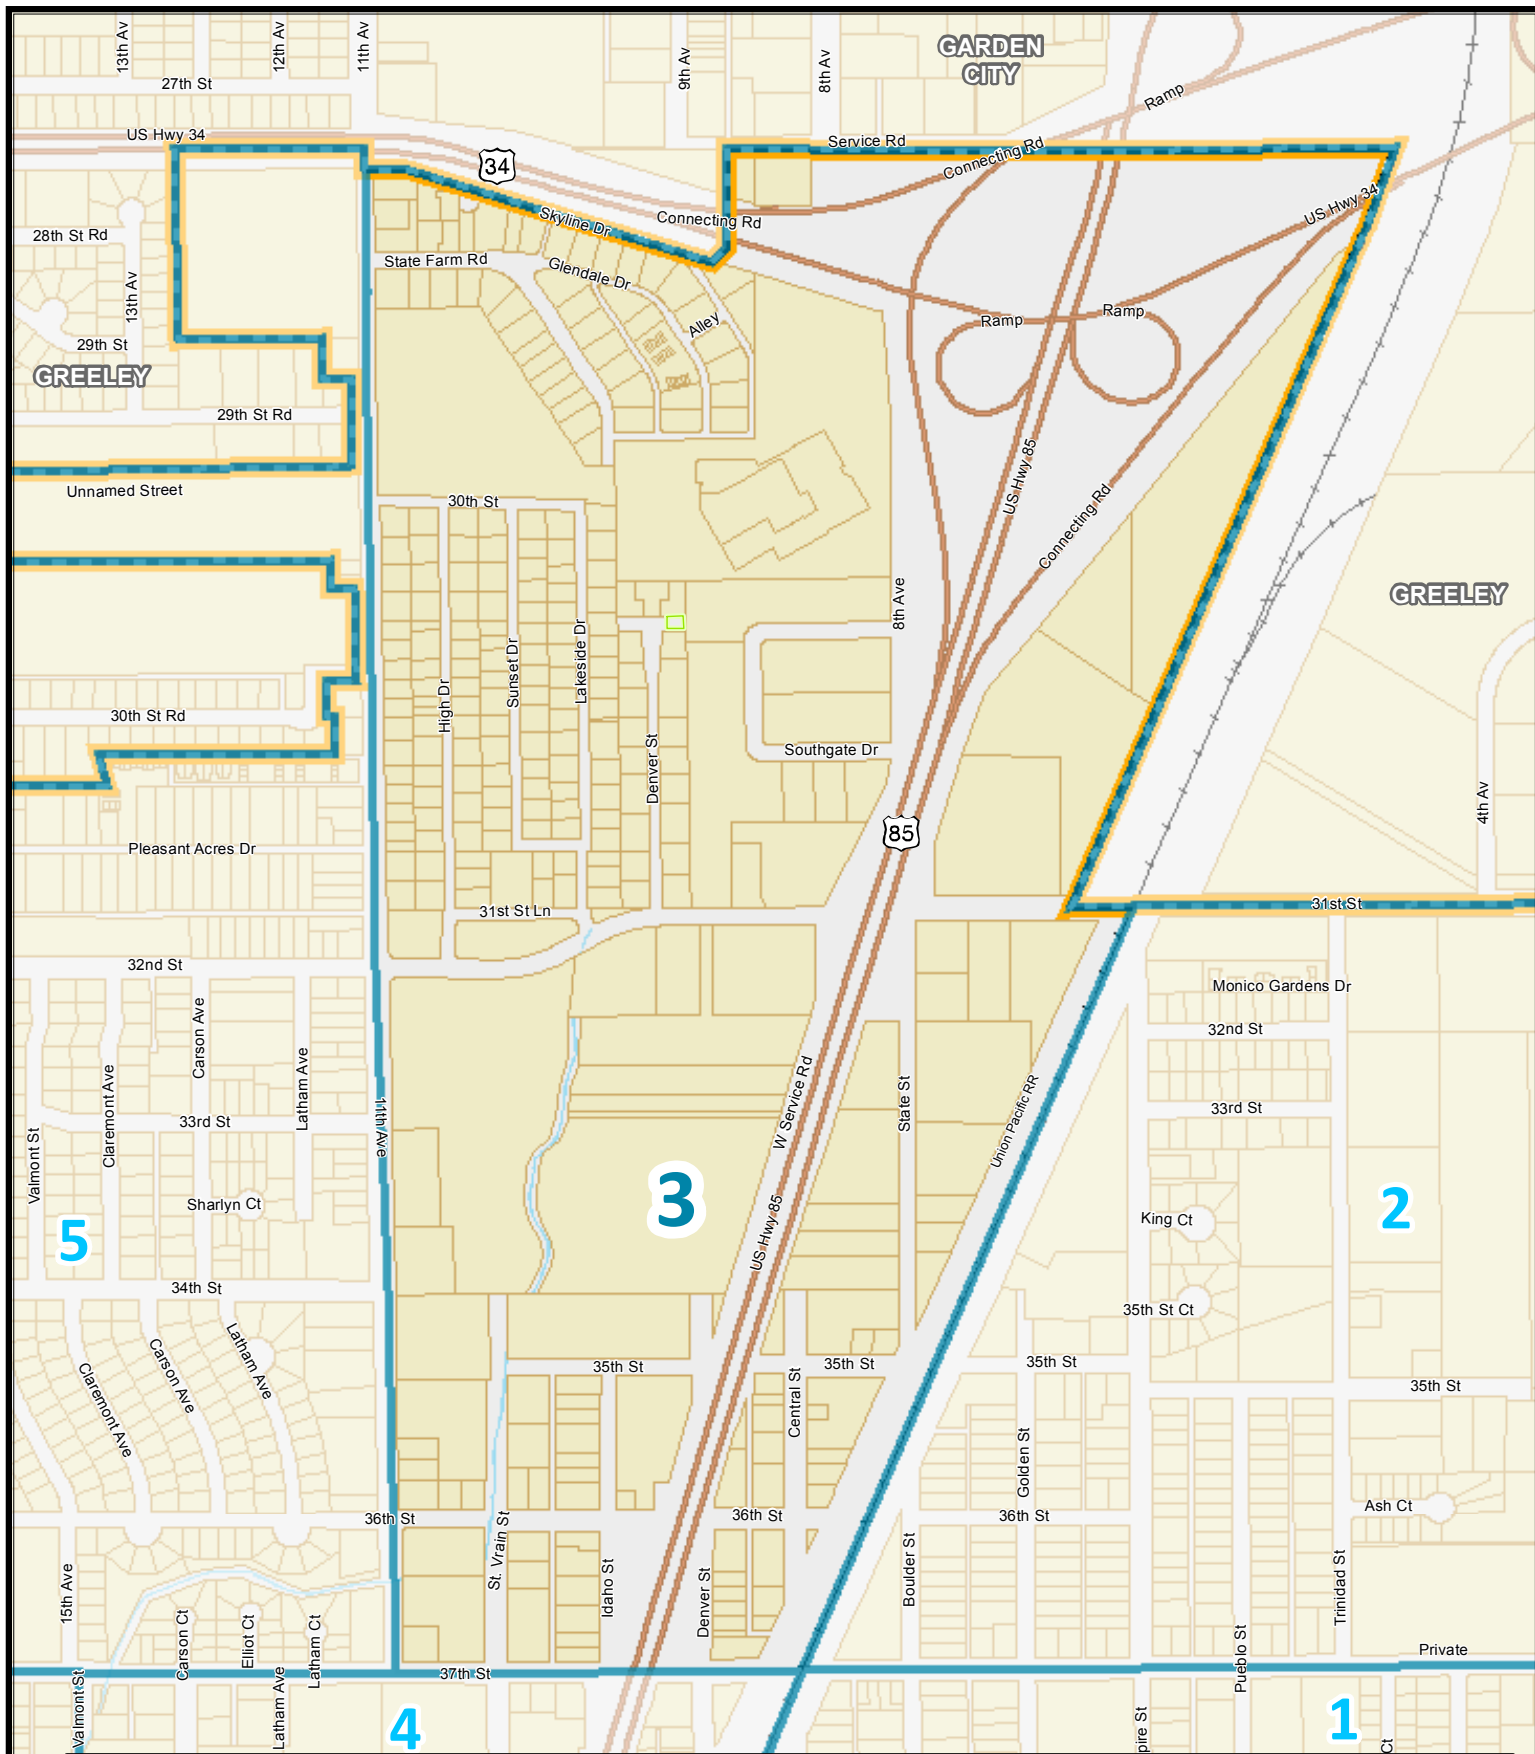 13th Av
12th Av
11th Av
9th Av
8th Av
GARDEN
CITY
27th St
Ramp
US Hwy 34
Service Rd
Connecting Rd
34
US Hwy 34
Skyline Dr
Connecting Rd
28th St Rd
State Farm Rd
Glendale Dr
13th Av
Ramp
Ramp
Alley
29th St
GREELEY
29th St Rd
US Hwy 85
Unnamed Street
30th St
Connecting Rd
8th Ave
GREELEY
High Dr
Sunset Dr
Lakeside Dr
30th St Rd
Denver St
Southgate Dr
4th Av
85
Pleasant Acres Dr
31st St Ln
31st St
32nd St
Monico Gardens Dr
Carson Ave
32nd St
Latham Ave
Claremont Ave
W Service Rd
State St
Union Pacific RR
33rd St
33rd St
11th Ave
Valmont St
Sharlyn Ct
3
5
2
King Ct
US Hwy 85
34th St
35th St Ct
Claremont Ave
Carson Ave
Latham Ave
35th St
35th St
35th St
35th St
Central St
Golden St
36th St
36th St
36th St
Ash Ct
St. Vrain St
Idaho St
Denver St
Boulder St
Trinidad St
15th Ave
Carson Ct
Elliot Ct
Latham Ct
Pueblo St
Private
37th St
Valmont St
Latham Ave
4
1
pire St
Ct